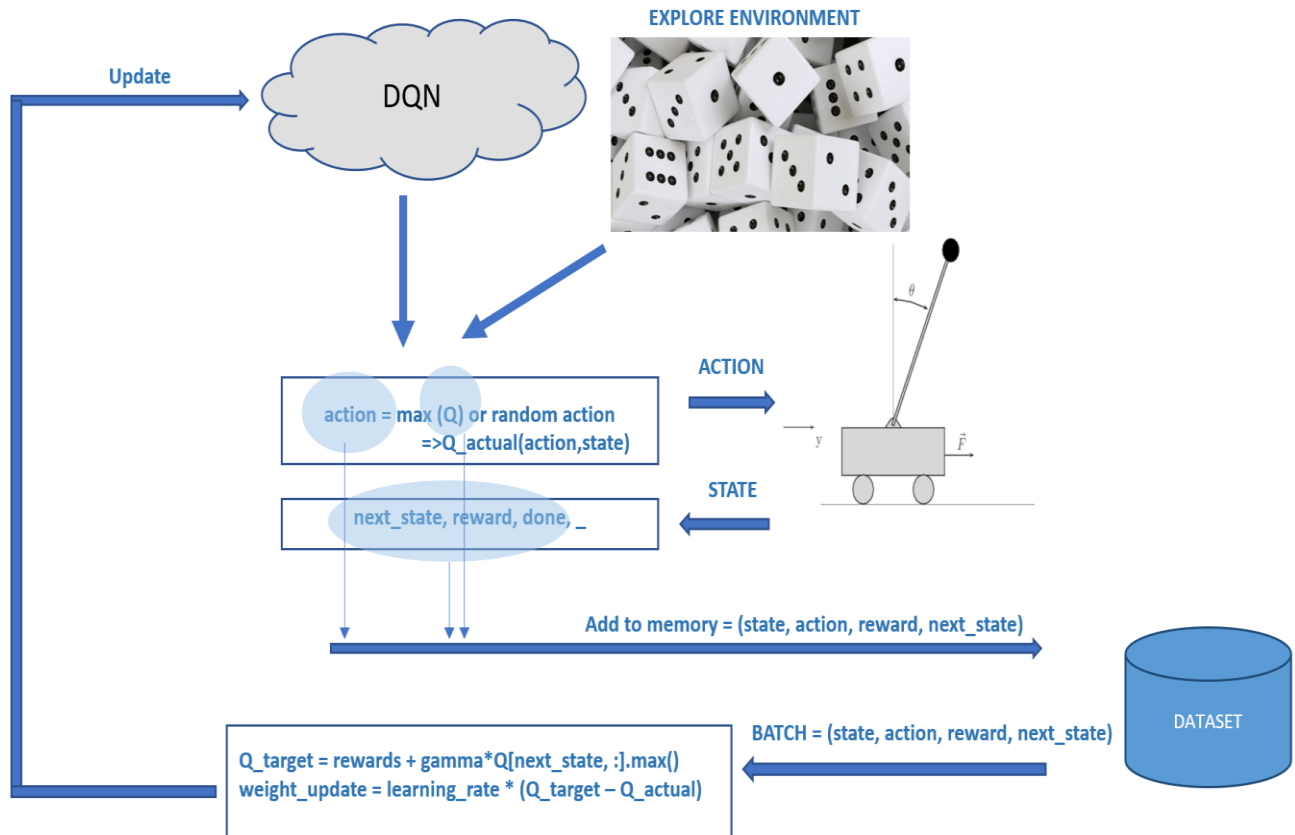 EXPLORE ENVIRONMENT
Update
DQN
θ
action = max (Q) or random action
=>Q_actual(action,state)
ACTION
y
F⃗
STATE
next_state, reward, done, _
Add to memory = (state, action, reward, next_state)
DATASET
BATCH = (state, action, reward, next_state)
Q_target = rewards + gamma*Q[next_state, :].max()
weight_update = learning_rate * (Q_target – Q_actual)